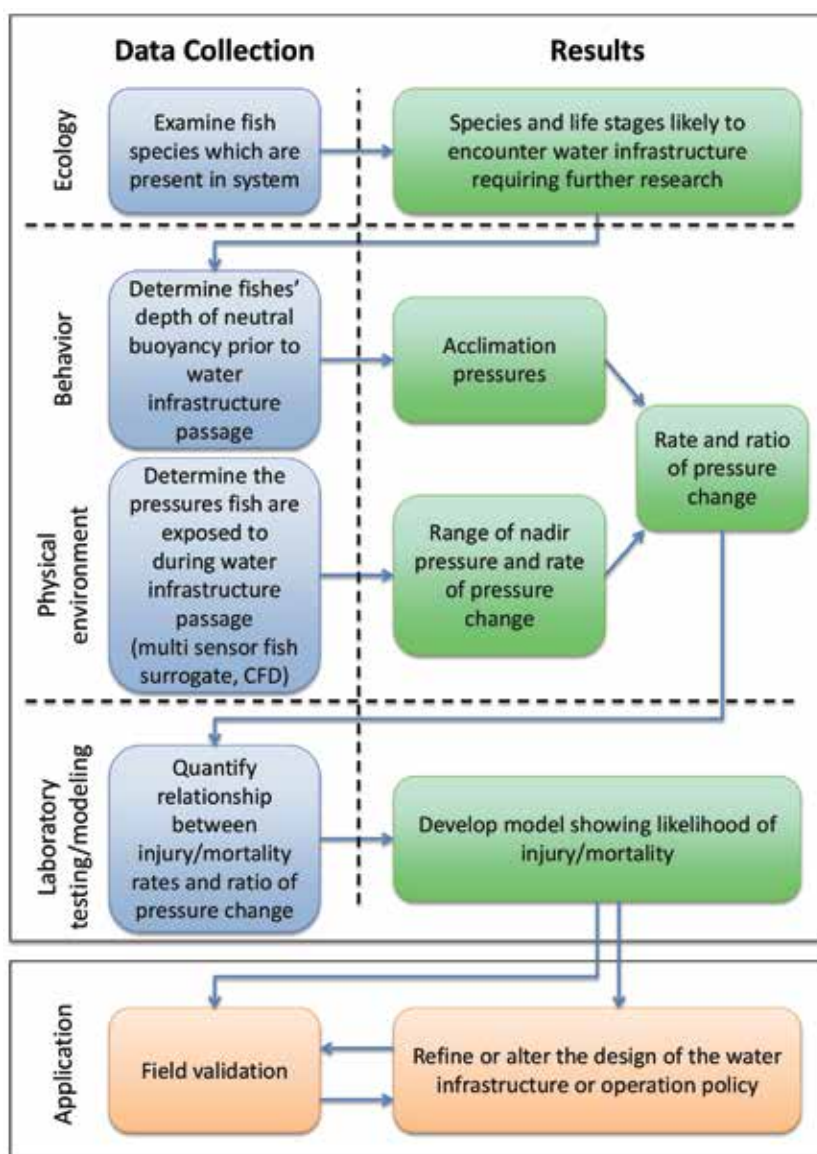 Data Collection
Results
Ecology
Examine fish
species which are
present in system
Species and life stages likely to
encounter water infrastructure
requiring further research
Behavior
Determine fishes'
depth of neutral
buoyancy prior to
water
infrastructure
passage
Acclimation
pressures
Rate and ratio
of pressure
change
Physical
environment
Determine the
pressures fish are
exposed to
during water
infrastructure
passage
(multi sensor fish
surrogate, CFD)
Range of nadir
pressure and rate
of pressure
change
Laboratory
testing/modeling
Quantify
relationship
between
injury/mortality
rates and ratio of
pressure change
Develop model showing likelihood of
injury/mortality
Application
Field validation
Refine or alter the design of the water
infrastructure or operation policy